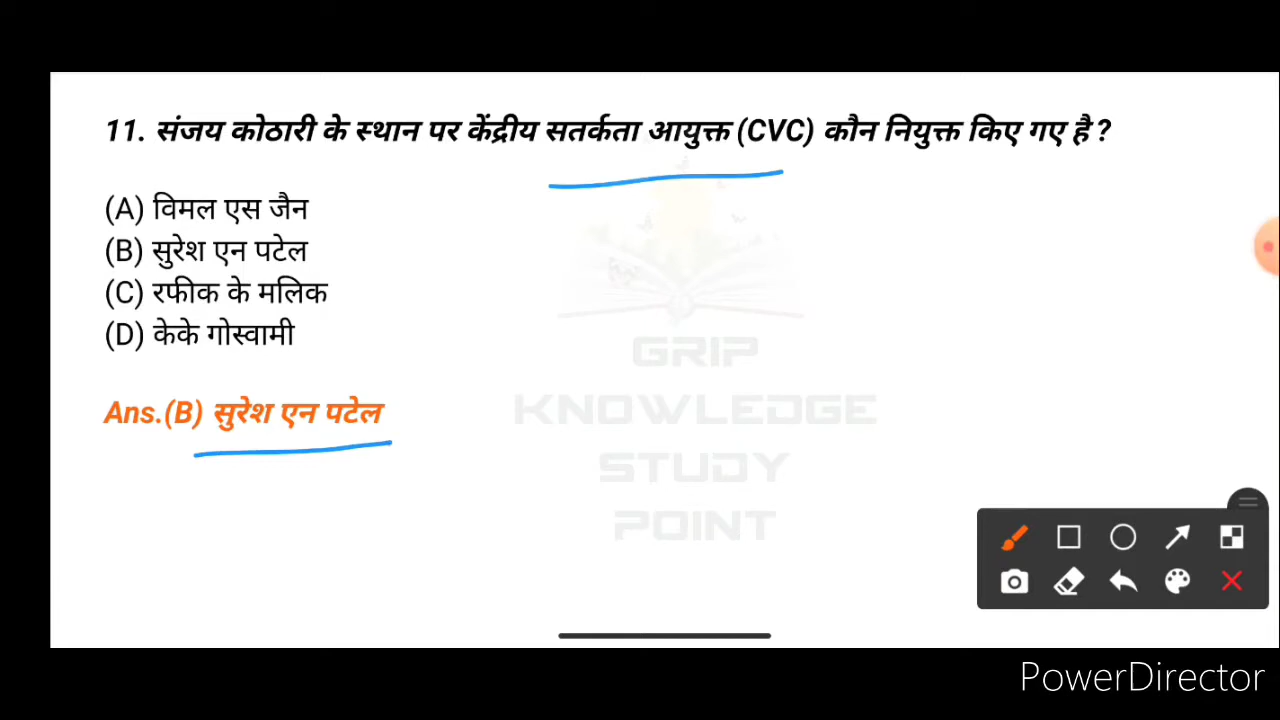 11. संजय कोठारी के स्थान पर केंद्रीय सतर्कता आयुक्त (CVC) कौन नियुक्त किए गए है?
(A) विमल एस जैन
(B) सुरेश एन पटेल
(C) रफीक के मलिक
(D) केके गोस्वामी
Ans.(B) सुरेश एन पटेल
GRIP
KNOWLEDGE
STUDY
POINT
PowerDirector